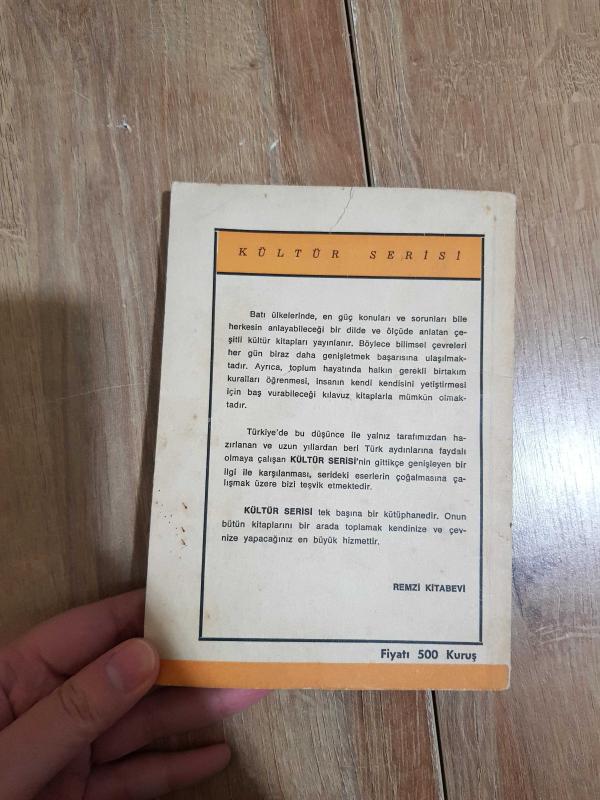 KÜLTÜR SERİSİ
Batı ülkelerinde, en güç konuları ve sorunları bile
herkesin anlayabileceği bir dilde ve ölçüde anlatan çe-
şitli kültür kitapları yayınlanır. Böylece bilimsel çevreleri
her gün biraz daha genişletmek başarısına ulaşılmak-
tadır. Ayrıca, toplum hayatında halkın gerekli birtakım
kuralları öğrenmesi, insanın kendi kendisini yetiştirmesi
için baş vurabileceği kılavuz kitaplarla mümkün olmak-
tadır.
Türkiye'de bu düşünce ile yalnız tarafımızdan ha-
zırlanan ve uzun yıllardan beri Türk aydınlarına faydalı
olmaya çalışan KÜLTÜR SERİSİ'nin gittikçe genişleyen bir
ilgi ile karşılanması, serideki eserlerin çoğalmasına ça-
lışmak üzere bizi teşvik etmektedir.
KÜLTÜR SERİSİ tek başına bir kütüphanedir. Onun
bütün kitaplarını bir arada toplamak kendinize ve çev-
nize yapacağınız en büyük hizmettir.
REMZİ KİTABEVİ
Fiyatı 500 Kuruş